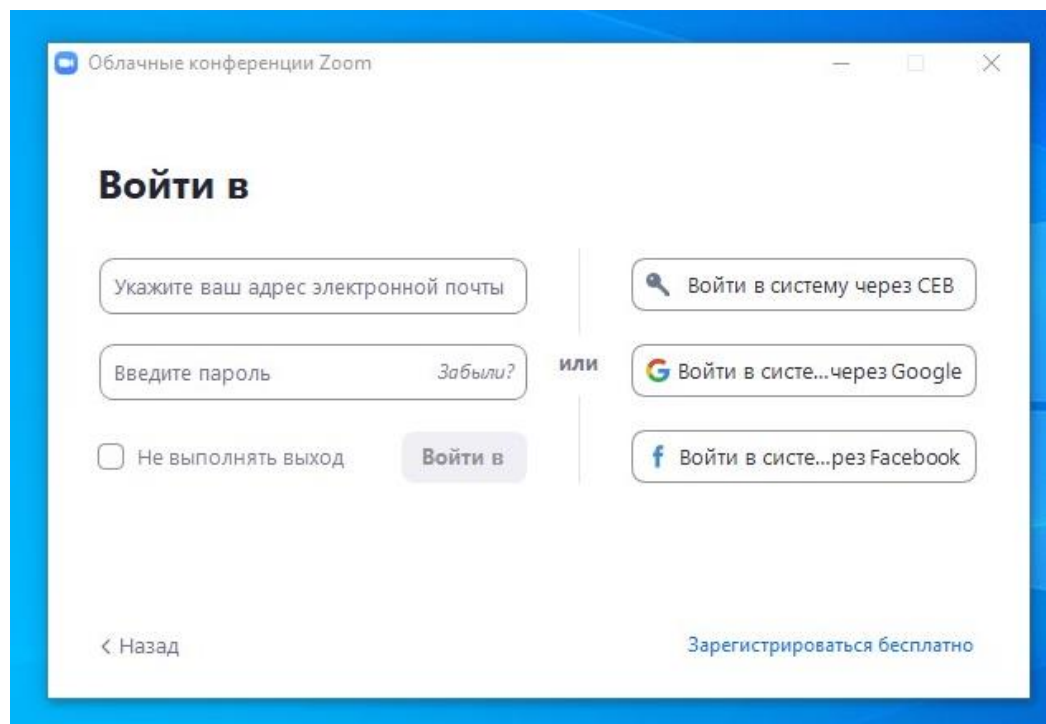 Облачные конференции Zoom
Войти в
Укажите ваш адрес электронной почты
Введите пароль
Забыли?
Не выполнять выход
Войти в
или
Войти в систему через СЕВ
Войти в систе...через Google
Войти в систе...рез Facebook
Назад
Зарегистрироваться бесплатно